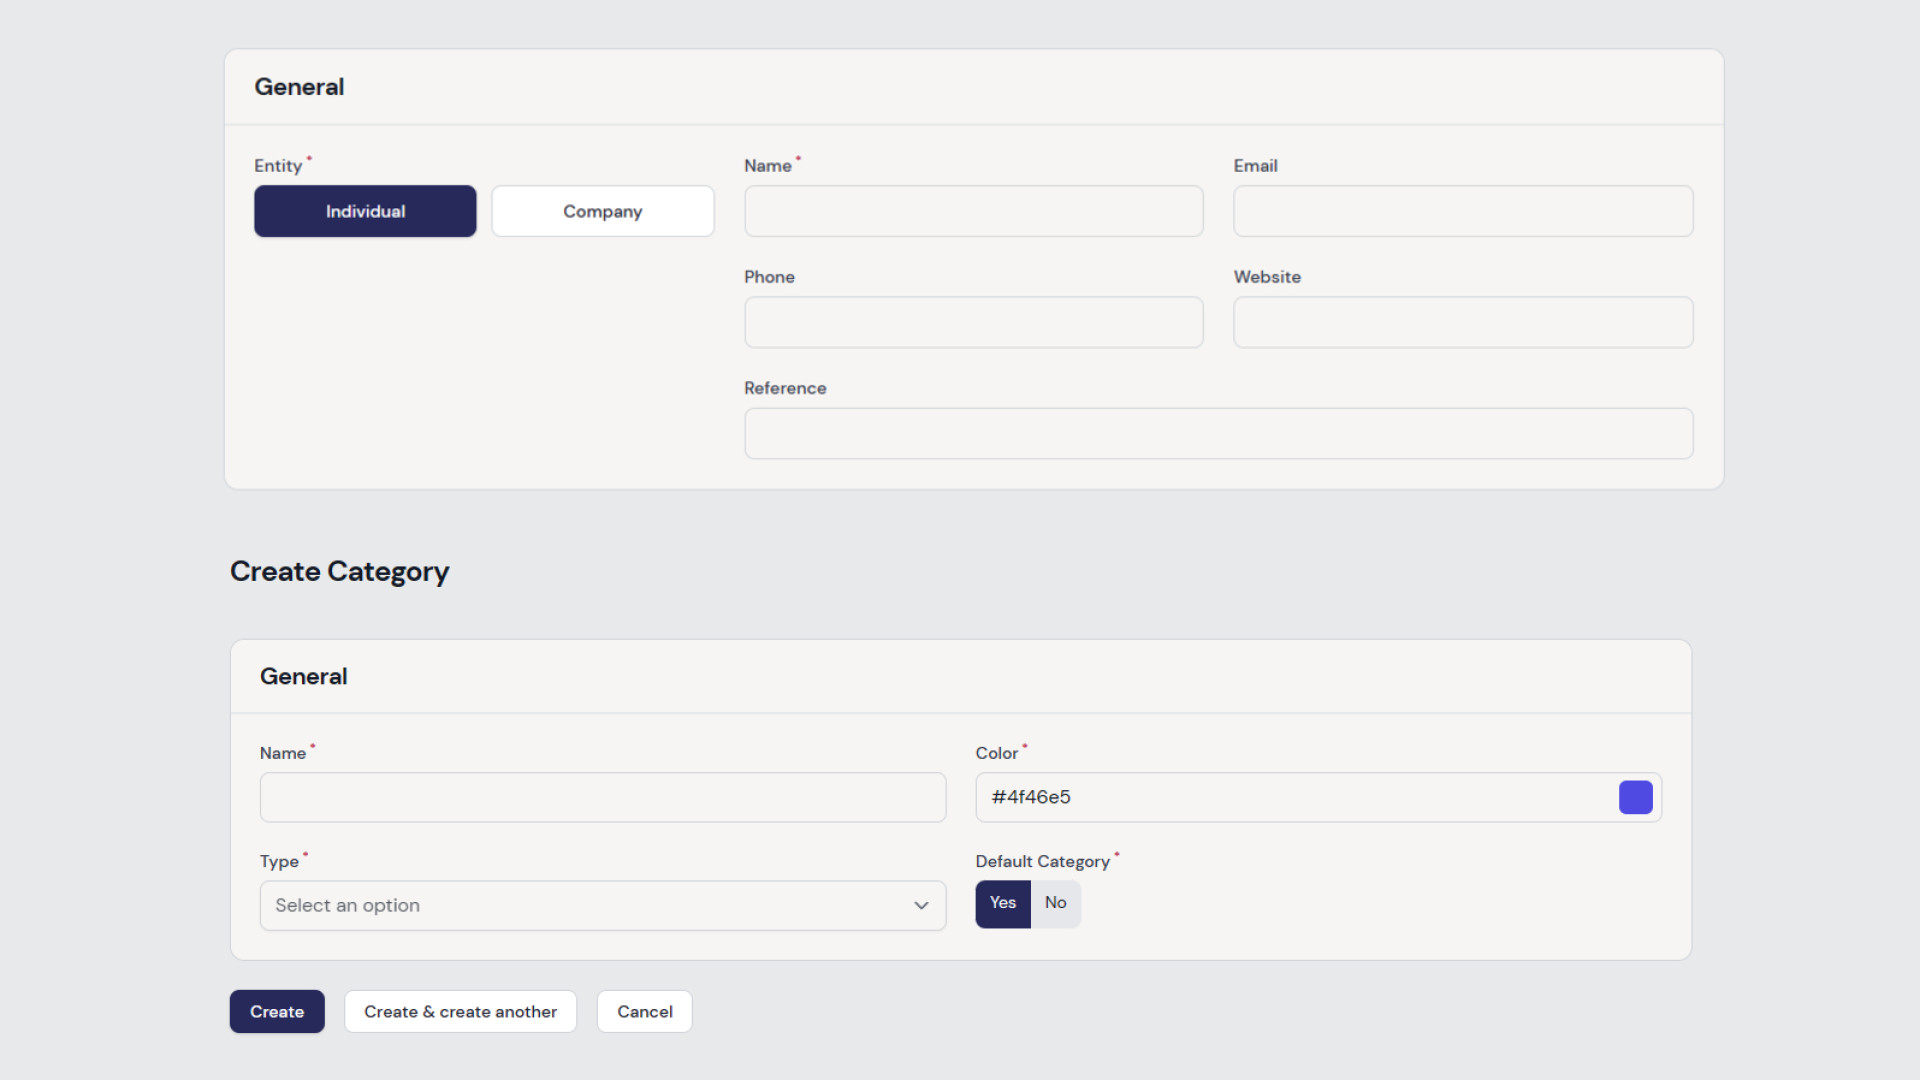 General
Entity *
Name *
Email
Individual
Company
Phone
Website
Reference
Create Category
General
Name *
Color *
#4f46e5
Type *
Default Category *
Select an option
Yes
No
Create
Create & create another
Cancel